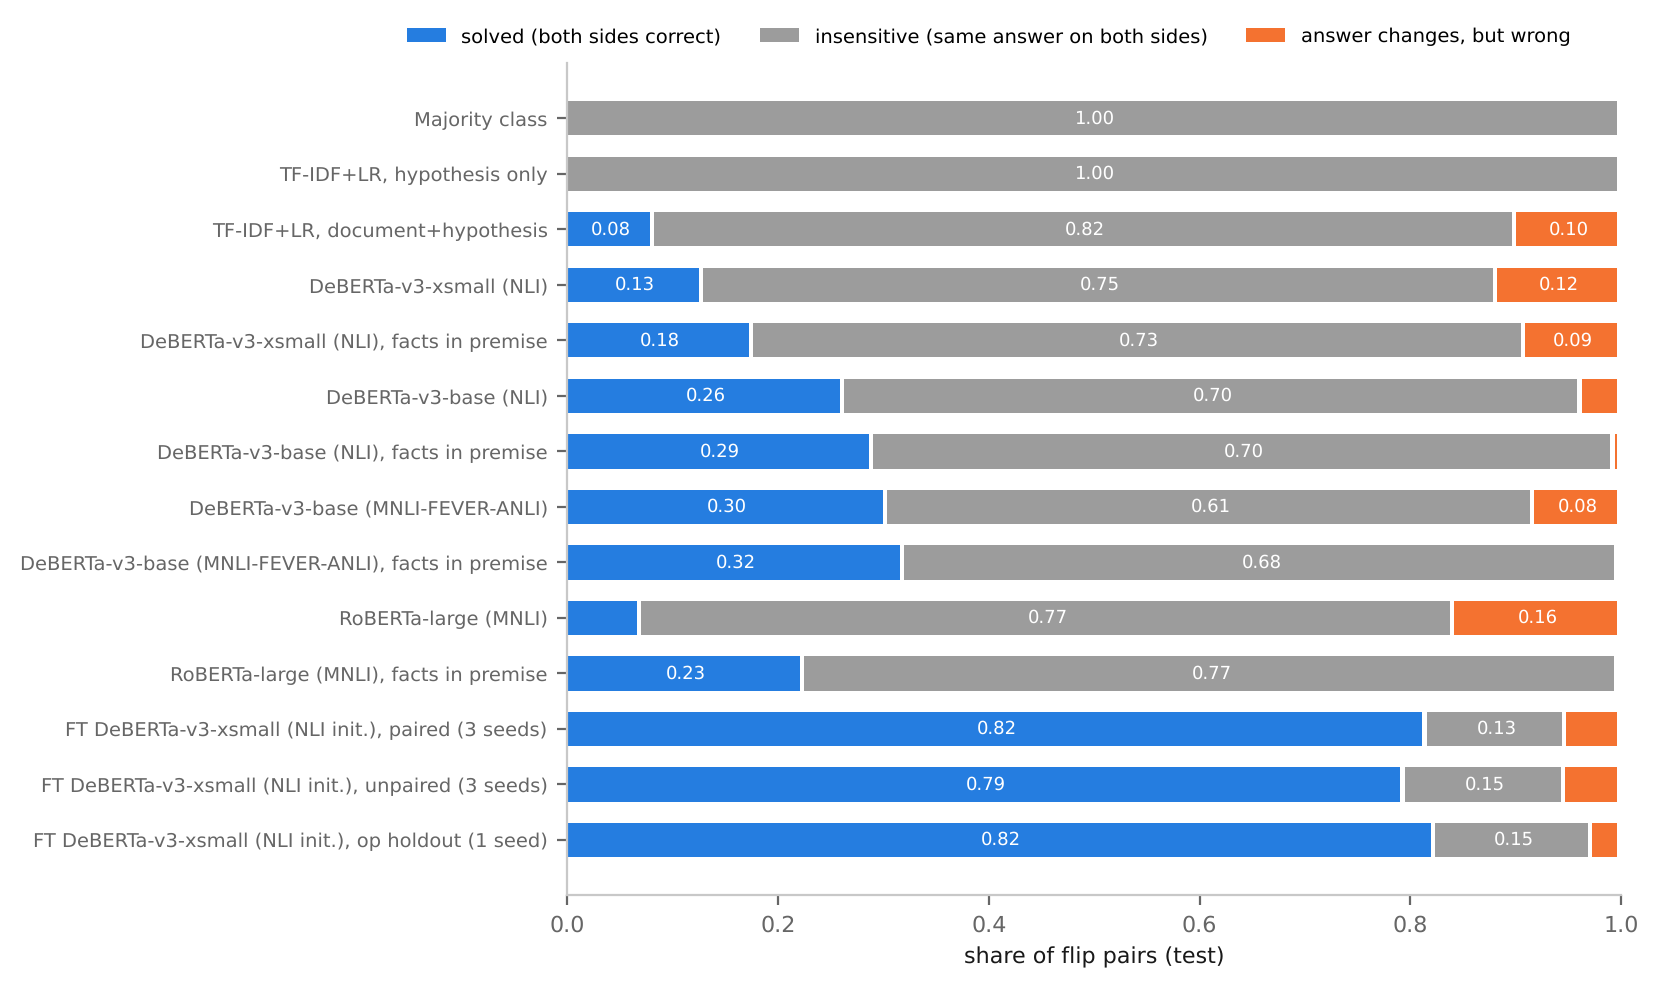 solved (both sides correct) insensitive (same answer on both sides) answer changes, but wrong
Majority class 1.00
TF-IDF+LR, hypothesis only 1.00
TF-IDF+LR, document+hypothesis 0.08 0.82 0.10
DeBERTa-v3-xsmall (NLI) 0.13 0.75 0.12
DeBERTa-v3-xsmall (NLI), facts in premise 0.18 0.73 0.09
DeBERTa-v3-base (NLI) 0.26 0.70
DeBERTa-v3-base (NLI), facts in premise 0.29 0.70
DeBERTa-v3-base (MNLI-FEVER-ANLI) 0.30 0.61 0.08
DeBERTa-v3-base (MNLI-FEVER-ANLI), facts in premise 0.32 0.68
RoBERTa-large (MNLI) 0.77 0.16
RoBERTa-large (MNLI), facts in premise 0.23 0.77
FT DeBERTa-v3-xsmall (NLI init.), paired (3 seeds) 0.82 0.13
FT DeBERTa-v3-xsmall (NLI init.), unpaired (3 seeds) 0.79 0.15
FT DeBERTa-v3-xsmall (NLI init.), op holdout (1 seed) 0.82 0.15
0.0 0.2 0.4 0.6 0.8 1.0
share of flip pairs (test)